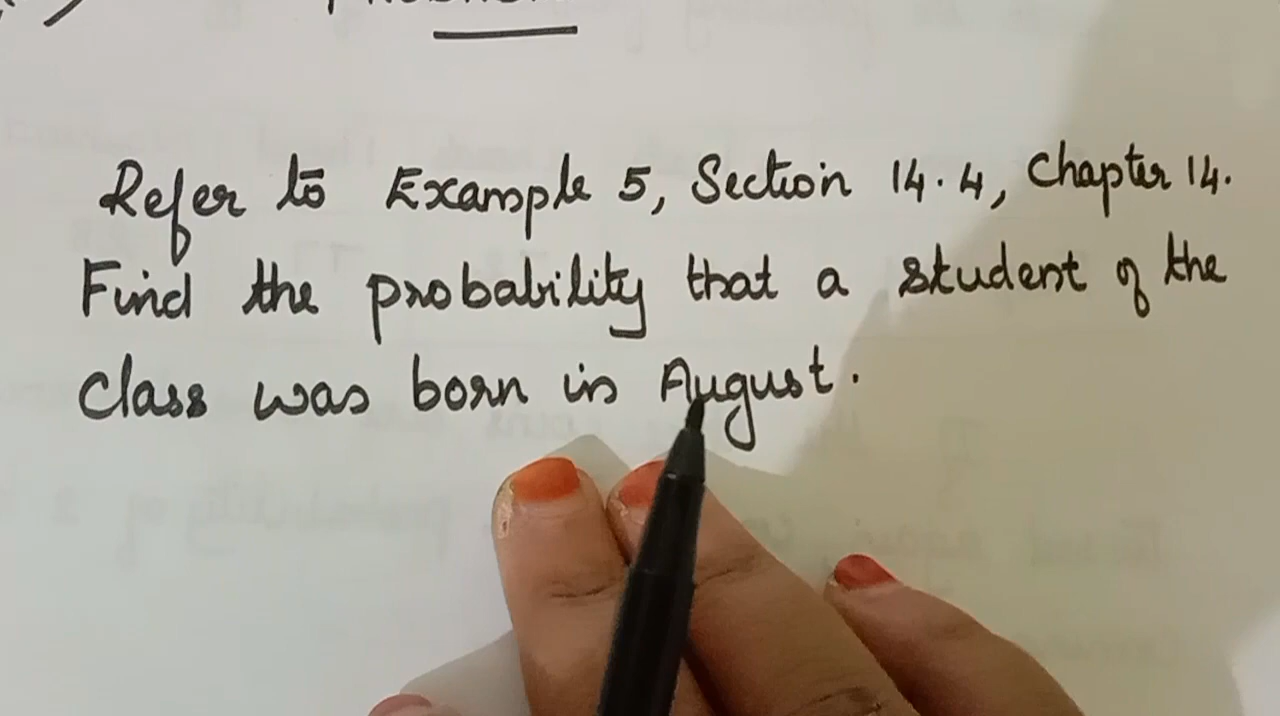 Refer to Example 5, Section 14.4, Chapter 14.
Find the probability that a student of the
class was born in August.